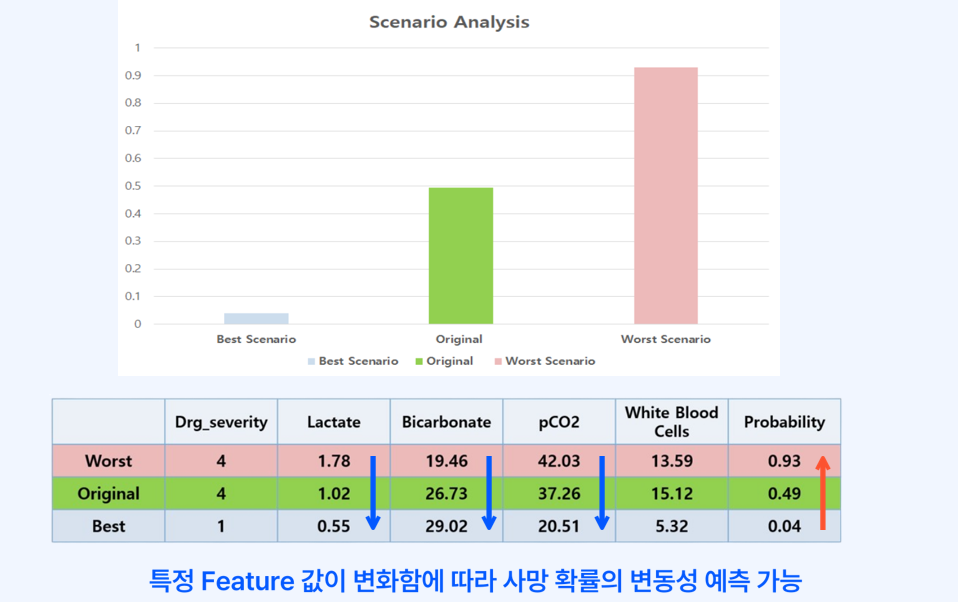 Scenario Analysis
1
0.9
0.8
0.7
0.6
0.5
0.4
0.3
0.2
0.1
0
Best Scenario Original Worst Scenario
Best Scenario Original Worst Scenario
Drg_severity Lactate Bicarbonate pCO2 White Blood Cells Probability
Worst 4 1.78 19.46 42.03 13.59 0.93
Original 4 1.02 26.73 37.26 15.12 0.49
Best 1 0.55 29.02 20.51 5.32 0.04
특정 Feature 값이 변화함에 따라 사망 확률의 변동성 예측 가능